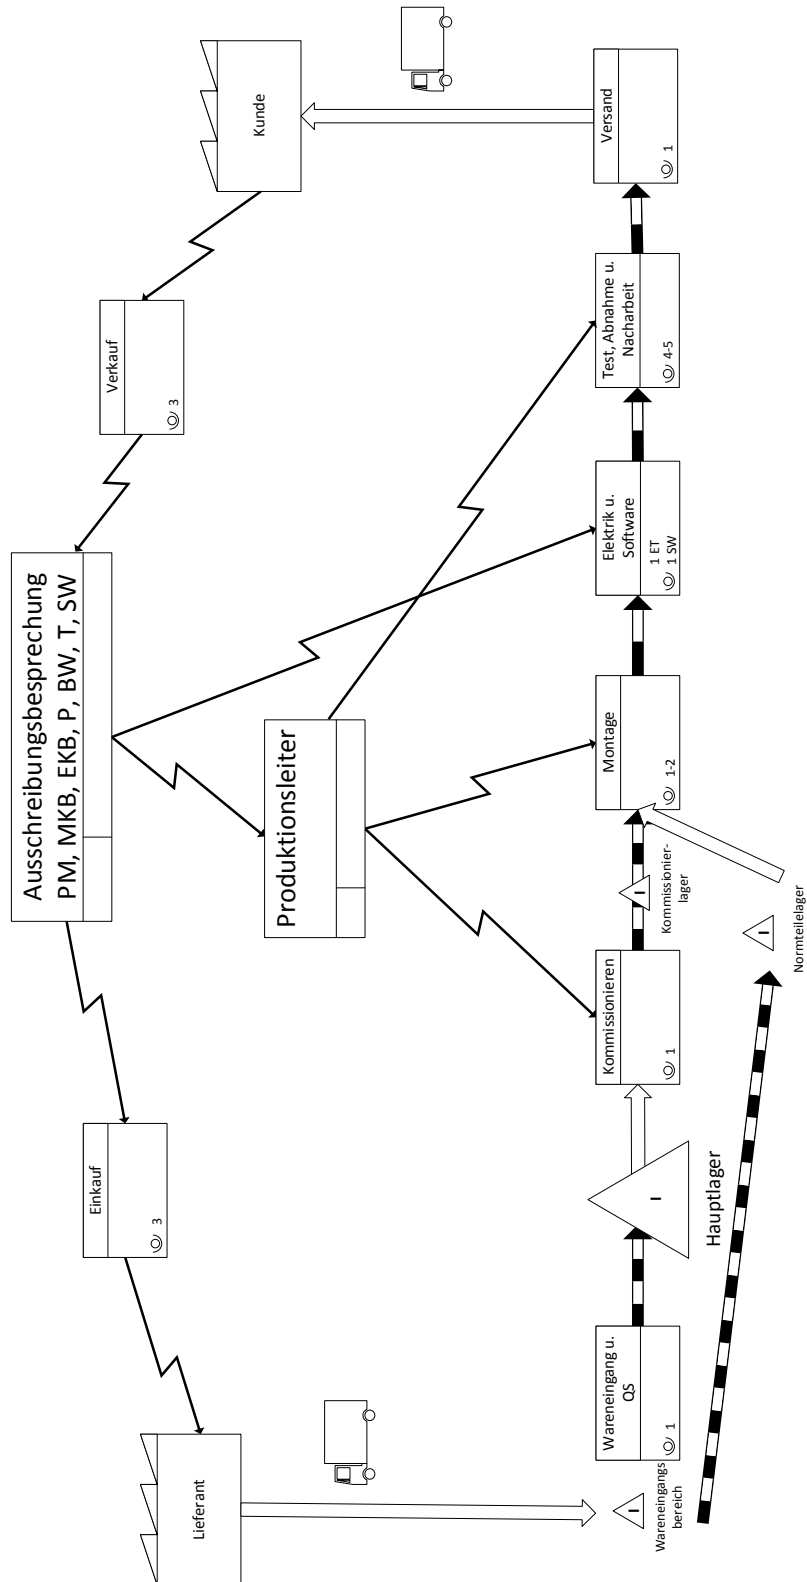 Ausschreibungsbesprechung
PM, MKB, EKB, P, BW, T, SW
Lieferant
Einkauf
3
Verkauf
3
Kunde
Produktionsleiter
Wareneingangs
bereich
I
Wareneingang u.
QS
1
I
Hauptlager
Kommissionieren
1
I
Kommissionier-
lager
I
Normteilelager
Montage
1-2
Elektrik u.
Software
1 ET
1 SW
Test, Abnahme u.
Nacharbeit
4-5
Versand
1